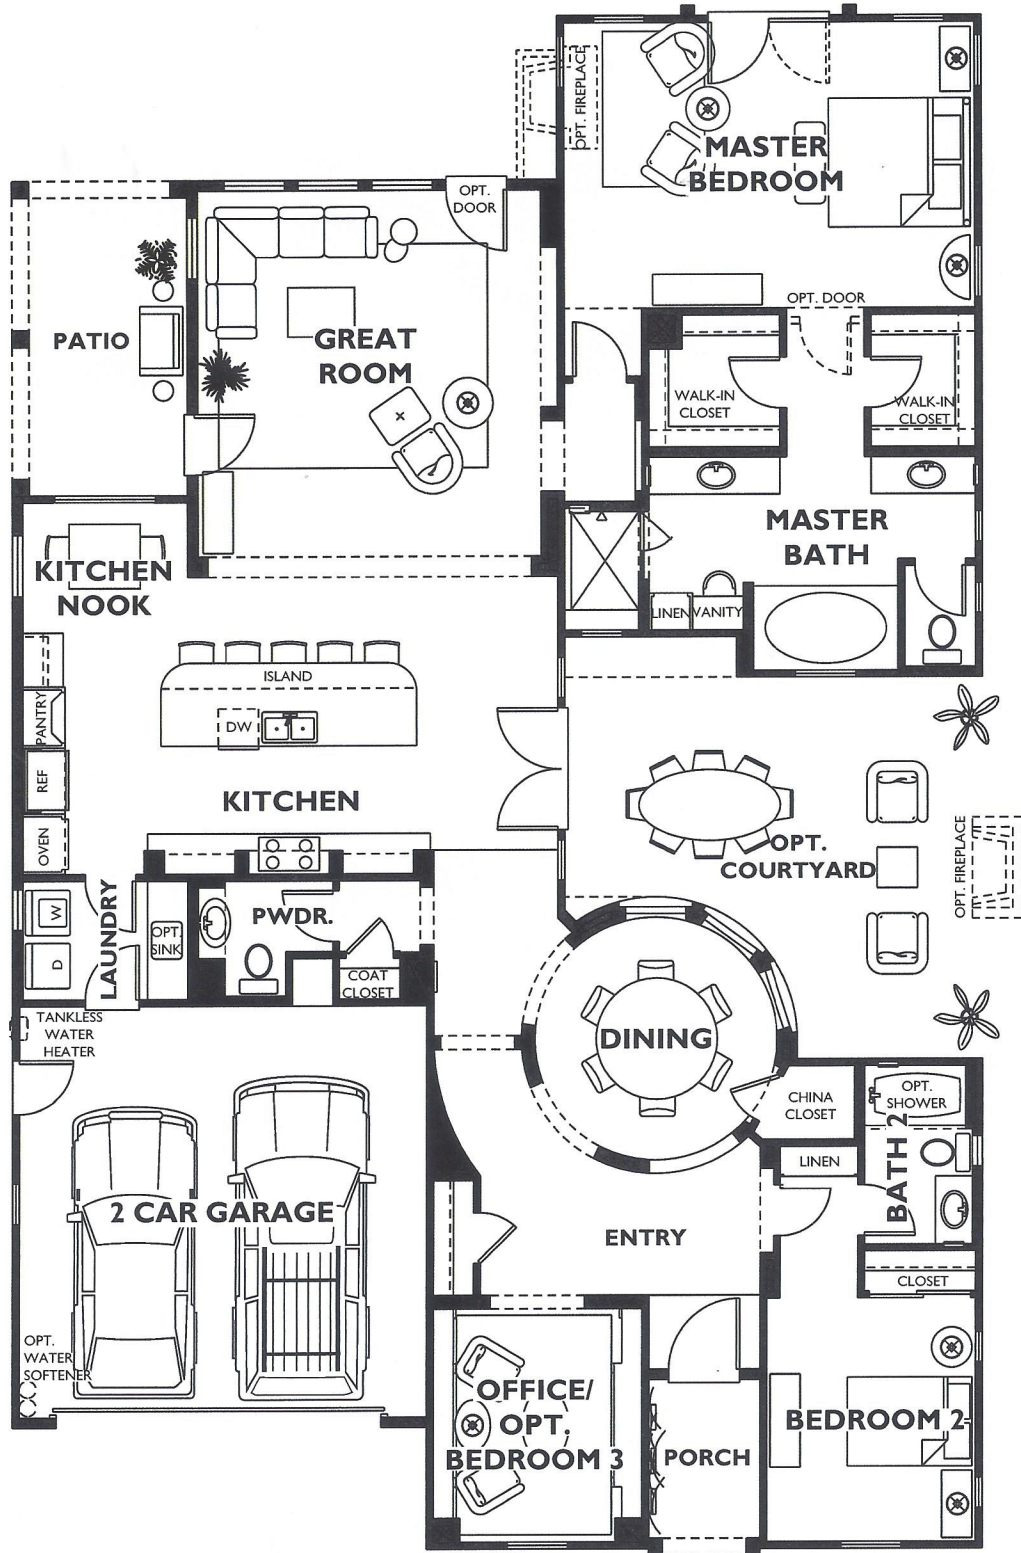 OPT. FIREPLACE
MASTER
BEDROOM
OPT.
DOOR
OPT. DOOR
PATIO
GREAT
ROOM
WALK-IN
CLOSET
WALK-IN
CLOSET
MASTER
BATH
KITCHEN
NOOK
LINEN
VANITY
ISLAND
PANTRY
DW
REF
KITCHEN
OVEN
OPT.
COURTYARD
OPT. FIREPLACE
W
D
LAUNDRY
OPT.
SINK
PWDR.
COAT
CLOSET
TANKLESS
WATER
HEATER
DINING
CHINA
CLOSET
OPT.
SHOWER
BATH 2
LINEN
2 CAR GARAGE
ENTRY
CLOSET
OPT.
WATER
SOFTENER
OFFICE/
OPT.
BEDROOM 3
PORCH
BEDROOM 2